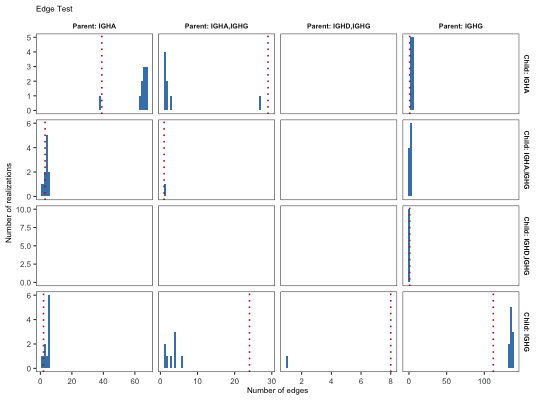 Edge Test
Parent: IGHA
Parent: IGHA,IGHG
Parent: IGHD,IGHG
Parent: IGHG
5
4
3
2
1
0
Child: IGHA
6
4
2
0
Child: IGHA,IGHG
10.0
7.5
5.0
2.5
0.0
Child: IGHD,IGHG
6
4
2
0
Child: IGHG
Number of realizations
0 20 40 60
0 10 20 30
2 4 6 8
0 50 100
Number of edges